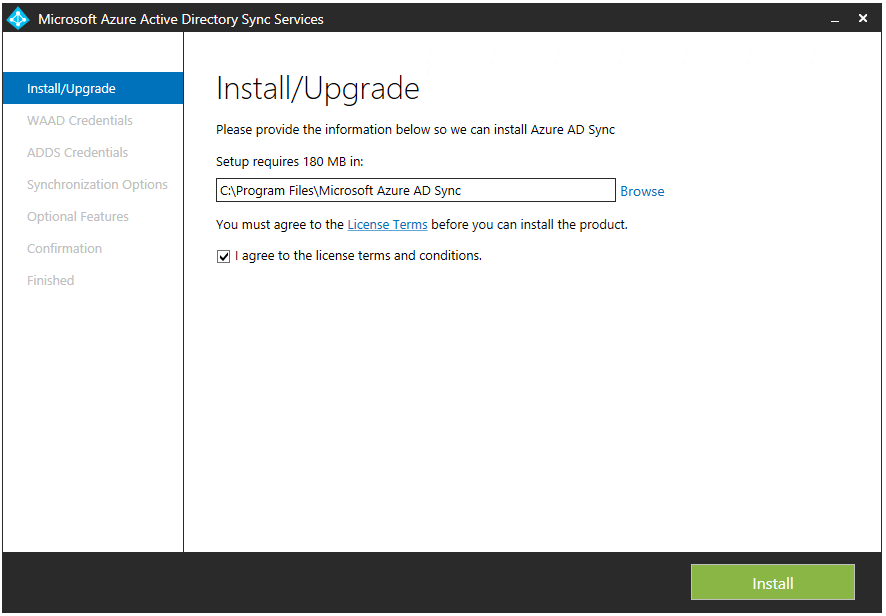 Microsoft Azure Active Directory Sync Services
Install/Upgrade
WAAD Credentials
ADDS Credentials
Synchronization Options
Optional Features
Confirmation
Finished
Install/Upgrade
Please provide the information below so we can install Azure AD Sync
Setup requires 180 MB in:
C:\Program Files\Microsoft Azure AD Sync
Browse
You must agree to the License Terms before you can install the product.
I agree to the license terms and conditions.
Install